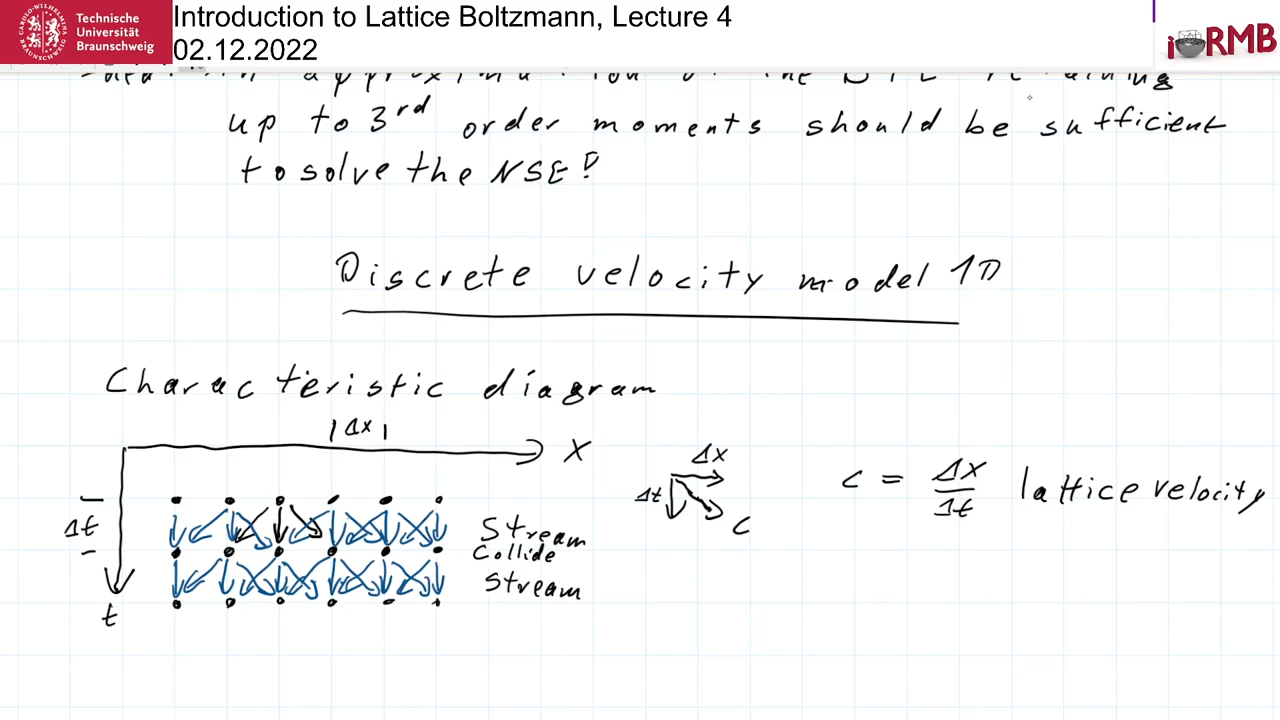 Technische
Universität
Braunschweig
Introduction to Lattice Boltzmann, Lecture 4
02.12.2022
iRMB
up to 3rd order moments should be sufficient
to solve the NSE!
Discrete velocity model 1D
Characteristic diagram
Δx
x
Δt
t
Stream
Collide
Stream
Δx
Δt
c
c = Δx/Δt lattice velocity